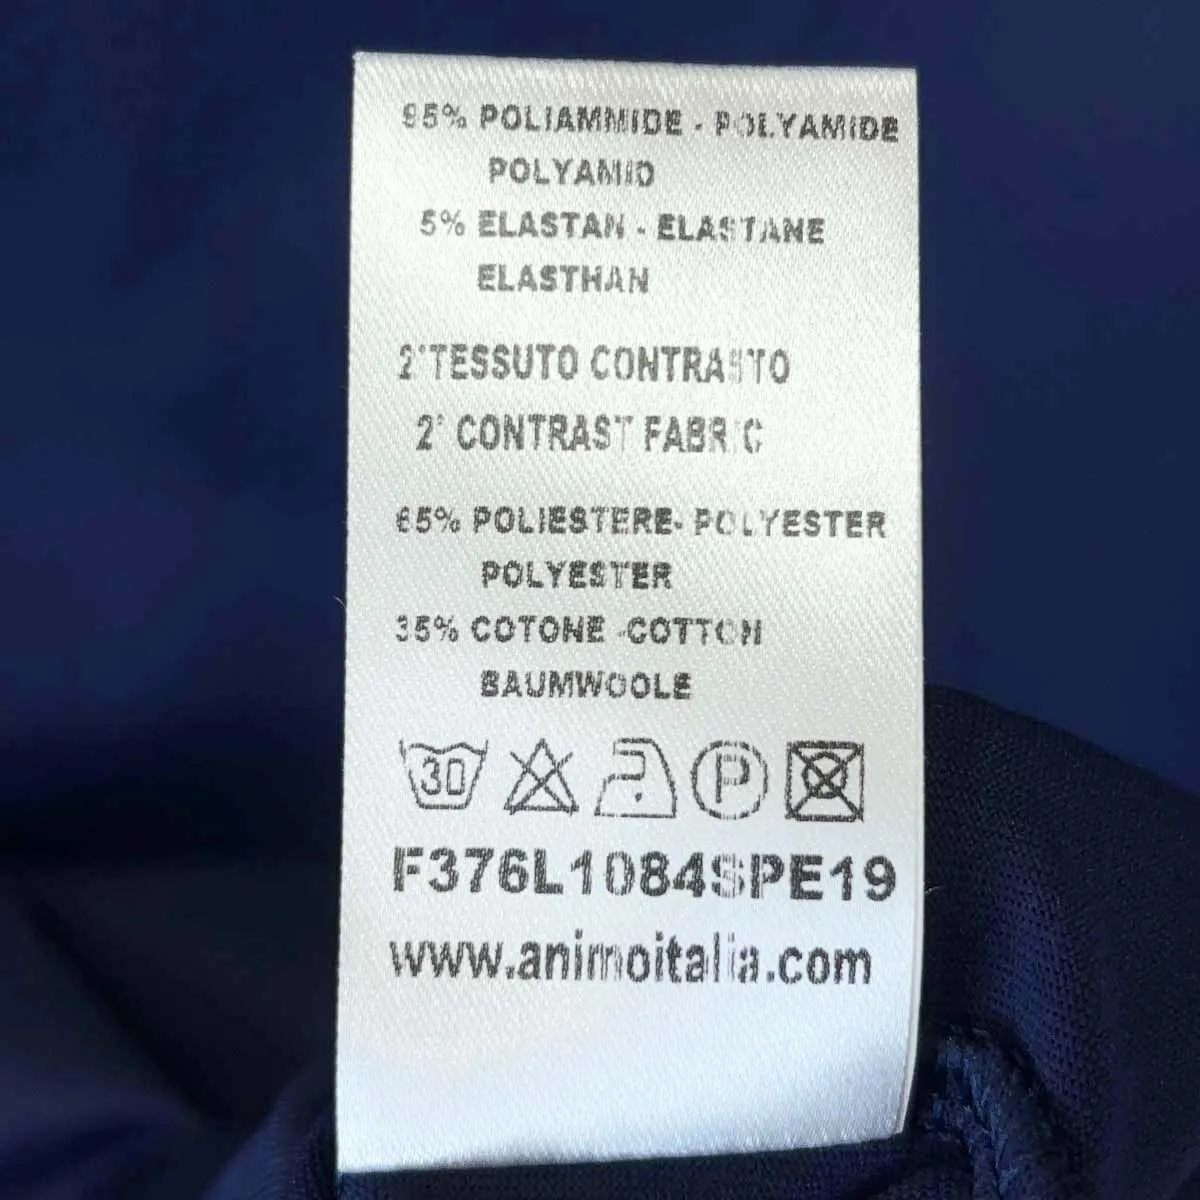 95% POLIAMMIDE - POLYAMIDE
POLYAMID
5% ELASTAN - ELASTANE
ELASTHAN
2°TESSUTO CONTRASTO
2° CONTRAST FABRIC
65% POLIESTERE- POLYESTER
POLYESTER
35% COTONE -COTTON
BAUMWOOLE
30 P
F376L1084SPE19
www.animoitalia.com